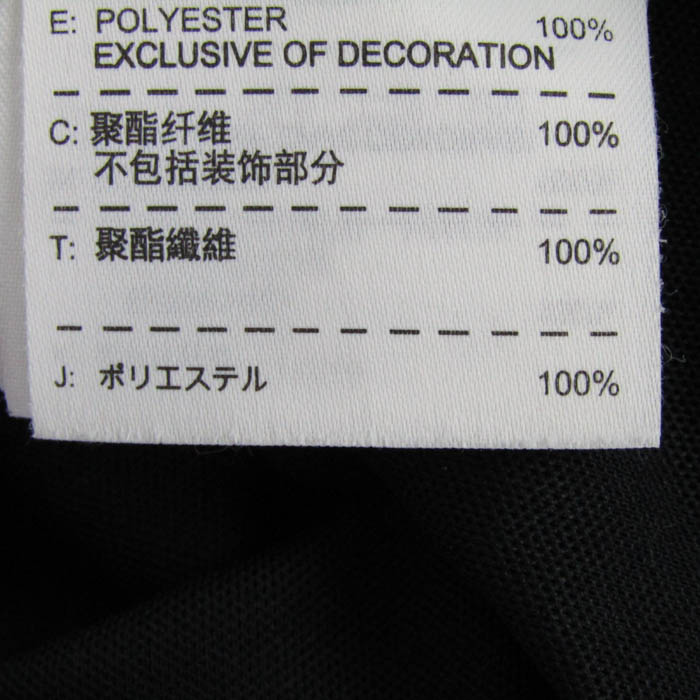 E: POLYESTER 100%
EXCLUSIVE OF DECORATION
C: 聚酯纤维 100%
不包括装饰部分
T: 聚酯纖維 100%
J: ポリエステル 100%